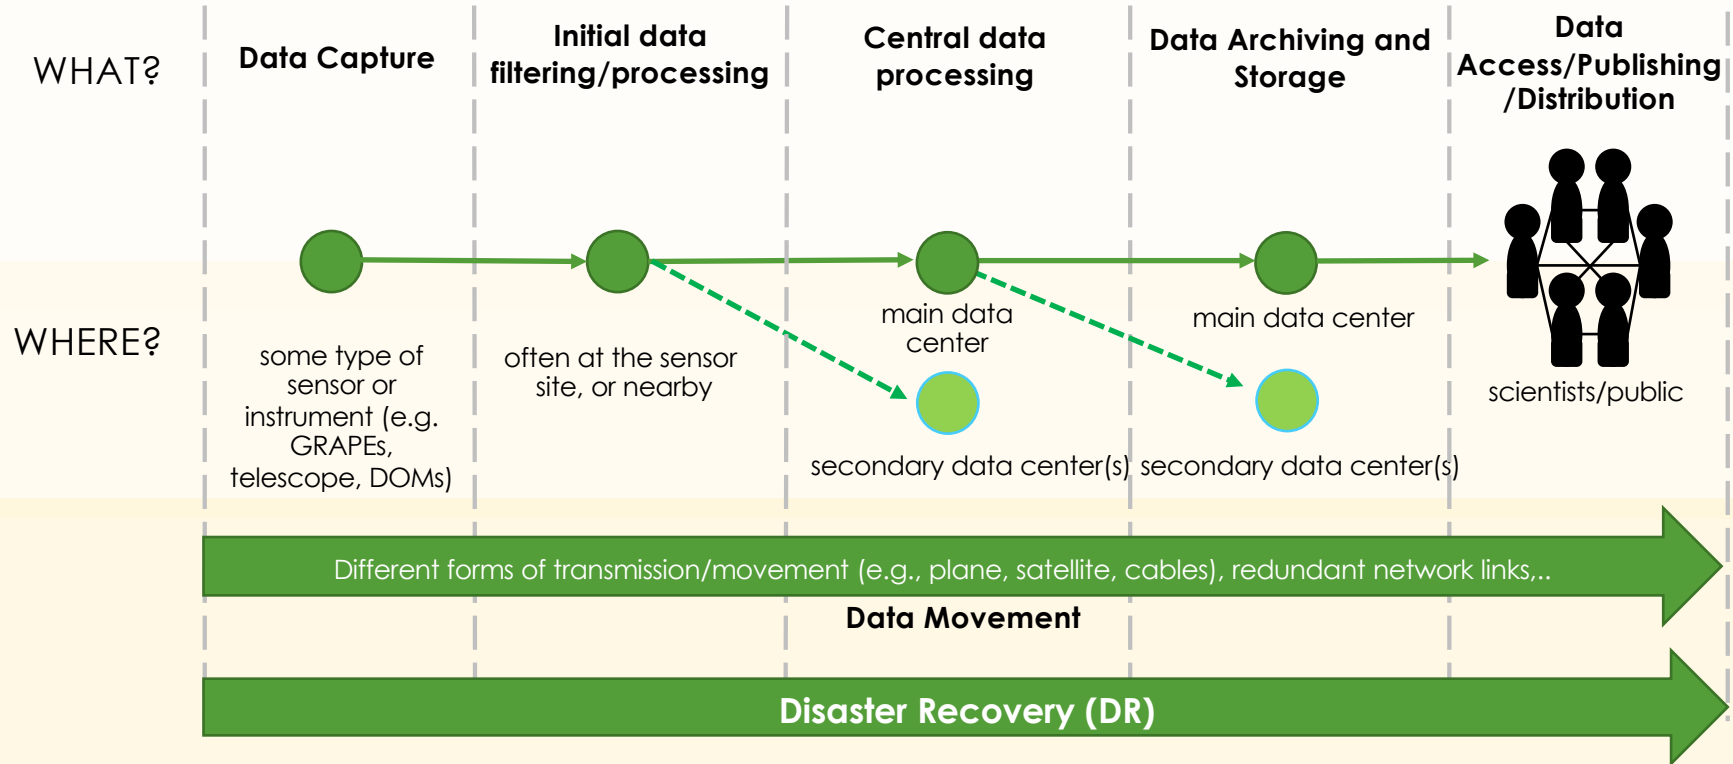 WHAT?
Data Capture
Initial data
filtering/processing
Central data
processing
Data Archiving and
Storage
Data
Access/Publishing
/Distribution
WHERE?
some type of
sensor or
instrument (e.g.
GRAPEs,
telescope, DOMs)
often at the sensor
site, or nearby
main data
center
secondary data center(s)
main data center
secondary data center(s)
scientists/public
Different forms of transmission/movement (e.g., plane, satellite, cables), redundant network links,..
Data Movement
Disaster Recovery (DR)